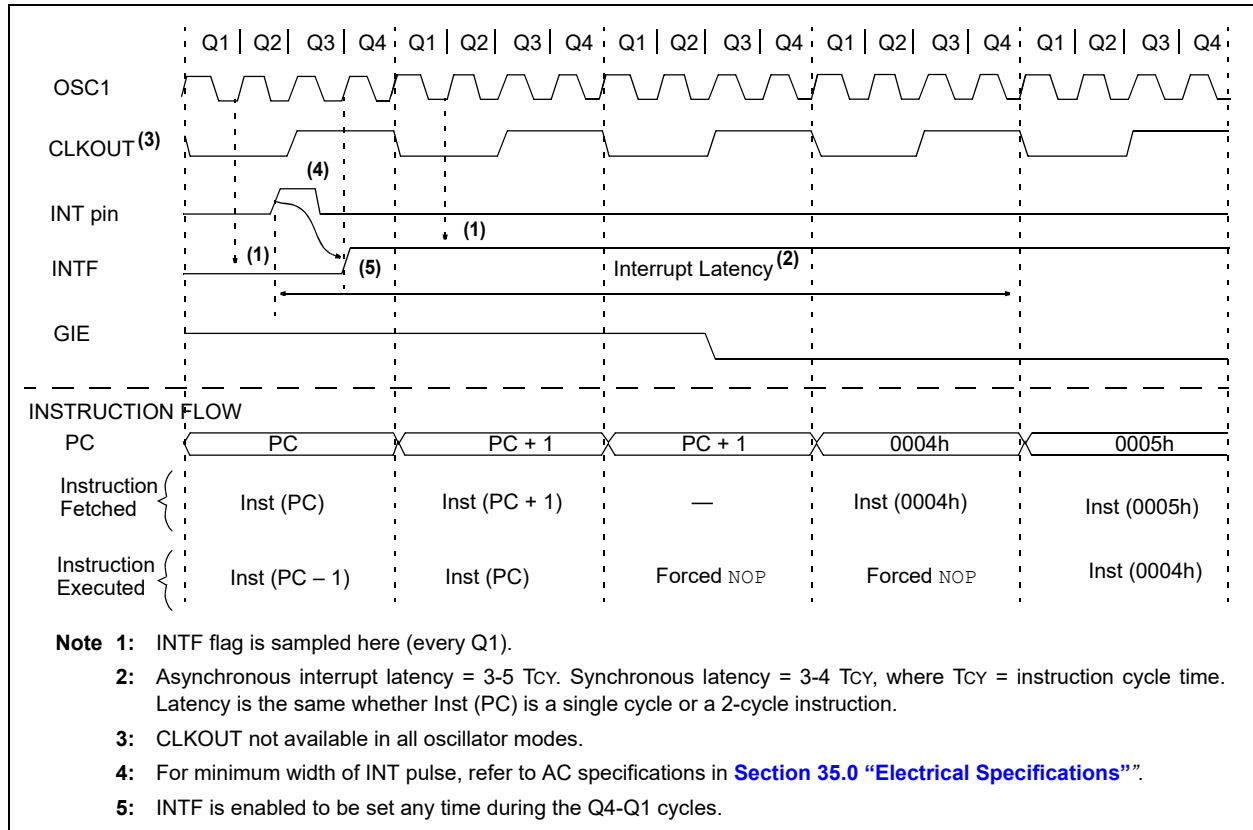 Q1 Q2 Q3 Q4 Q1 Q2 Q3 Q4 Q1 Q2 Q3 Q4 Q1 Q2 Q3 Q4 Q1 Q2 Q3 Q4
OSC1
CLKOUT (3)
(4)
INT pin
(1)
(1)
INTF
(5)
Interrupt Latency (2)
GIE
INSTRUCTION FLOW
PC PC PC + 1 PC + 1 0004h 0005h
Instruction
Fetched
Inst (PC) Inst (PC + 1) — Inst (0004h) Inst (0005h)
Instruction
Executed
Inst (PC – 1) Inst (PC) Forced NOP Forced NOP Inst (0004h)
Note 1: INTF flag is sampled here (every Q1).
2: Asynchronous interrupt latency = 3-5 TCY. Synchronous latency = 3-4 TCY, where TCY = instruction cycle time.
Latency is the same whether Inst (PC) is a single cycle or a 2-cycle instruction.
3: CLKOUT not available in all oscillator modes.
4: For minimum width of INT pulse, refer to AC specifications in Section 35.0 “Electrical Specifications””.
5: INTF is enabled to be set any time during the Q4-Q1 cycles.